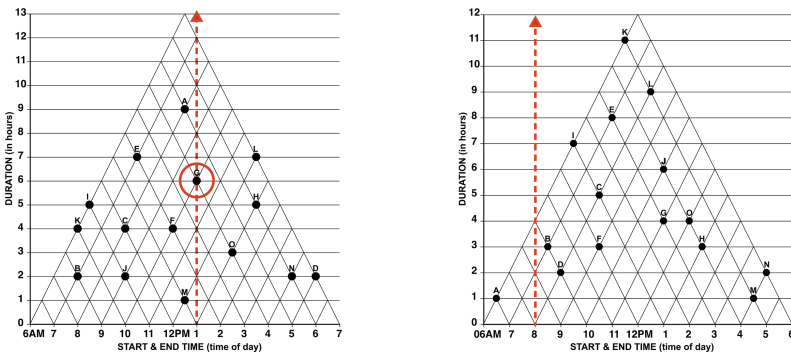 13
12
11
10
9
8
7
6
5
4
3
2
1
0
DURATION (in hours)
A
E
L
G
I
H
K
C
F
O
B
J
N
D
M
6AM 7 8 9 10 11 12PM 1 2 3 4 5 6 7
START & END TIME (time of day)
12
11
10
9
8
7
6
5
4
3
2
1
0
DURATION (in hours)
K
L
E
I
J
C
G
O
B
F
H
D
N
A
M
06AM 7 8 9 10 11 12PM 1 2 3 4 5 6
START & END TIME (time of day)